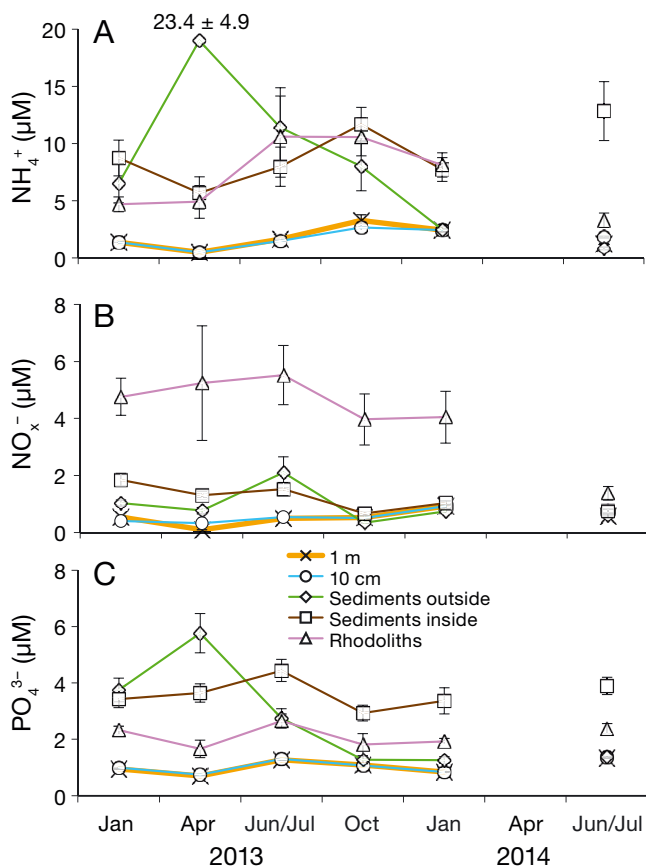 A
23.4 ± 4.9
NH₄⁺ (µM)
20
15
10
5
0
B
NOₓ⁻ (µM)
8
6
4
2
0
1 m
10 cm
Sediments outside
Sediments inside
Rhodoliths
C
PO₄³⁻ (µM)
8
6
4
2
0
Jan Apr Jun/Jul Oct Jan Apr Jun/Jul
2013 2014